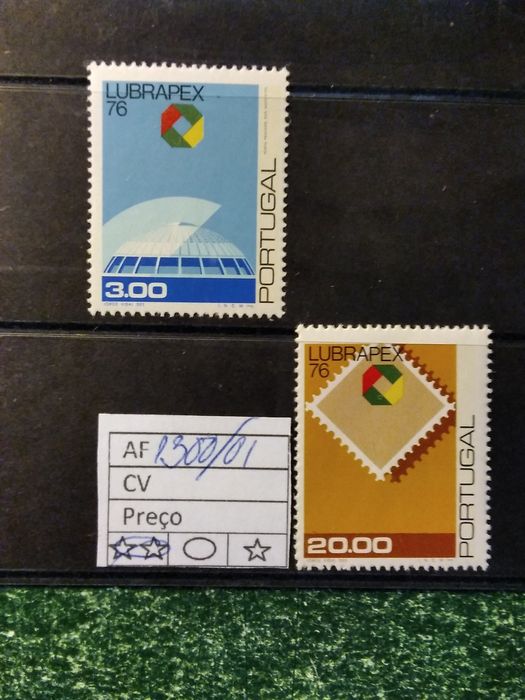 LUBRAPEX
76
PORTUGAL
3.00
LUBRAPEX
76
PORTUGAL
20.00
AF 1300/01
CV
Preço